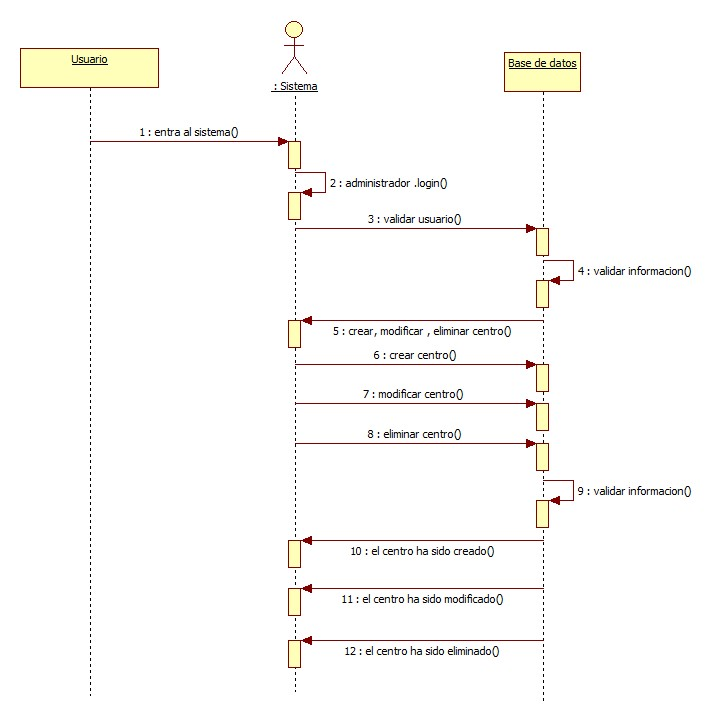 Usuario
: Sistema
Base de datos
1 : entra al sistema()
2 : administrador .login()
3 : validar usuario()
4 : validar informacion()
5 : crear, modificar , eliminar centro()
6 : crear centro()
7 : modificar centro()
8 : eliminar centro()
9 : validar informacion()
10 : el centro ha sido creado()
11 : el centro ha sido modificado()
12 : el centro ha sido eliminado()